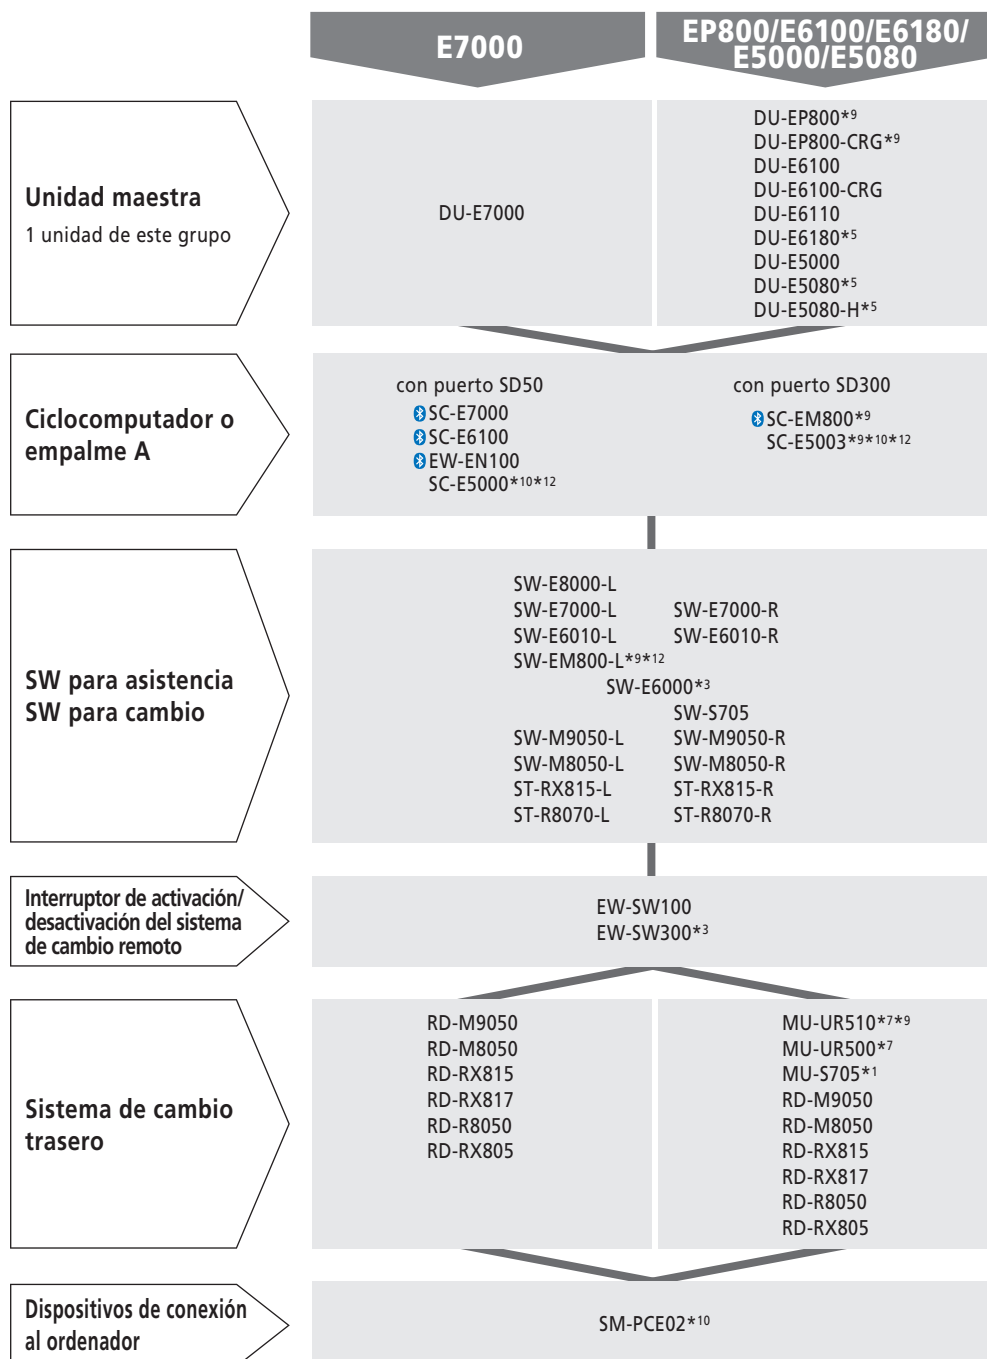 E7000
EP800/E6100/E6180/
E5000/E5080
Unidad maestra
1 unidad de este grupo
DU-E7000
DU-EP800*9
DU-EP800-CRG*9
DU-E6100
DU-E6100-CRG
DU-E6110
DU-E6180*5
DU-E5000
DU-E5080*5
DU-E5080-H*5
Ciclocomputador o
empalme A
con puerto SD50
SC-E7000
SC-E6100
EW-EN100
SC-E5000*10*12
con puerto SD300
SC-EM800*9
SC-E5003*9*10*12
SW para asistencia
SW para cambio
SW-E8000-L
SW-E7000-L SW-E7000-R
SW-E6010-L SW-E6010-R
SW-EM800-L*9*12
SW-E6000*3
SW-S705
SW-M9050-L SW-M9050-R
SW-M8050-L SW-M8050-R
ST-RX815-L ST-RX815-R
ST-R8070-L ST-R8070-R
Interruptor de activación/
desactivación del sistema
de cambio remoto
EW-SW100
EW-SW300*3
Sistema de cambio
trasero
RD-M9050
RD-M8050
RD-RX815
RD-RX817
RD-R8050
RD-RX805
MU-UR510*7*9
MU-UR500*7
MU-S705*1
RD-M9050
RD-M8050
RD-RX815
RD-RX817
RD-R8050
RD-RX805
Dispositivos de conexión
al ordenador
SM-PCE02*10